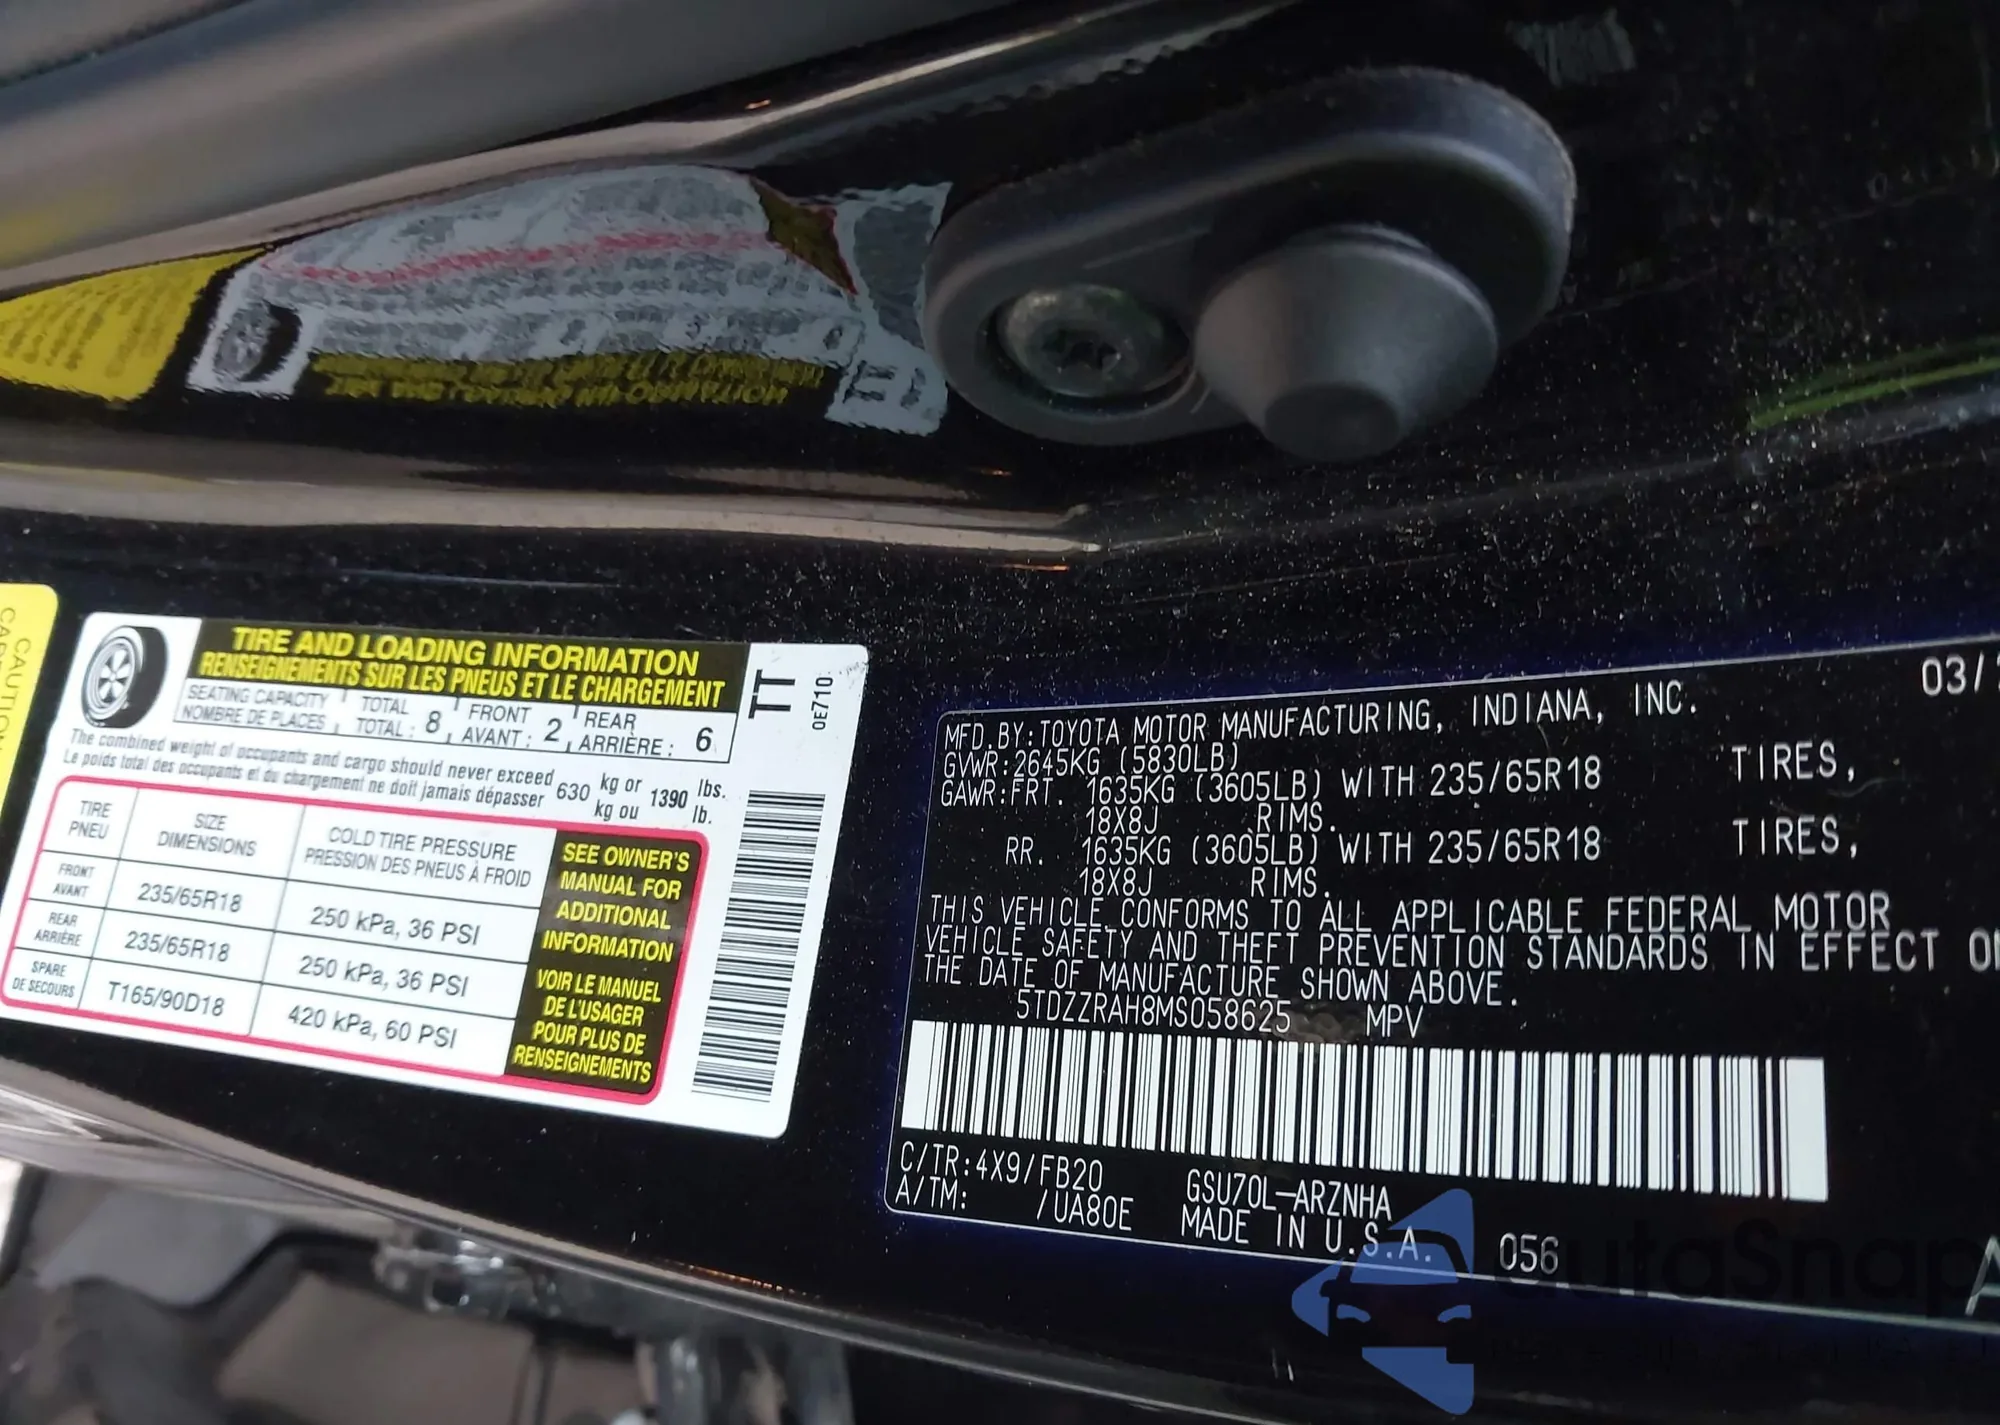 CAUTION
TIRE AND LOADING INFORMATION
RENSEIGNEMENTS SUR LES PNEUS ET LE CHARGEMENT
SEATING CAPACITY TOTAL FRONT REAR
NOMBRE DE PLACES TOTAL : 8 AVANT : 2 ARRIÈRE : 6
The combined weight of occupants and cargo should never exceed 630 kg or 1390 lbs.
Le poids total des occupants et du chargement ne doit jamais dépasser kg ou lb.
TIRE SIZE COLD TIRE PRESSURE
PNEU DIMENSIONS PRESSION DES PNEUS À FROID
FRONT
AVANT 235/65R18 250 kPa, 36 PSI
REAR
ARRIÈRE 235/65R18 250 kPa, 36 PSI
SPARE
DE SECOURS T165/90D18 420 kPa, 60 PSI
SEE OWNER'S
MANUAL FOR
ADDITIONAL
INFORMATION
VOIR LE MANUEL
DE L'USAGER
POUR PLUS DE
RENSEIGNEMENTS
TT
0E710
03/
MFD.BY:TOYOTA MOTOR MANUFACTURING, INDIANA, INC.
GVWR:2645KG (5830LB)
GAWR:FRT. 1635KG (3605LB) WITH 235/65R18 TIRES,
18X8J RIMS.
RR. 1635KG (3605LB) WITH 235/65R18 TIRES,
18X8J RIMS.
THIS VEHICLE CONFORMS TO ALL APPLICABLE FEDERAL MOTOR
VEHICLE SAFETY AND THEFT PREVENTION STANDARDS IN EFFECT ON
THE DATE OF MANUFACTURE SHOWN ABOVE.
5TDZZRAH8MS058625 MPV
C/TR:4X9/FB20 GSU70L-ARZNHA
A/TM: /UA80E MADE IN U.S.A. 056
autoSnap